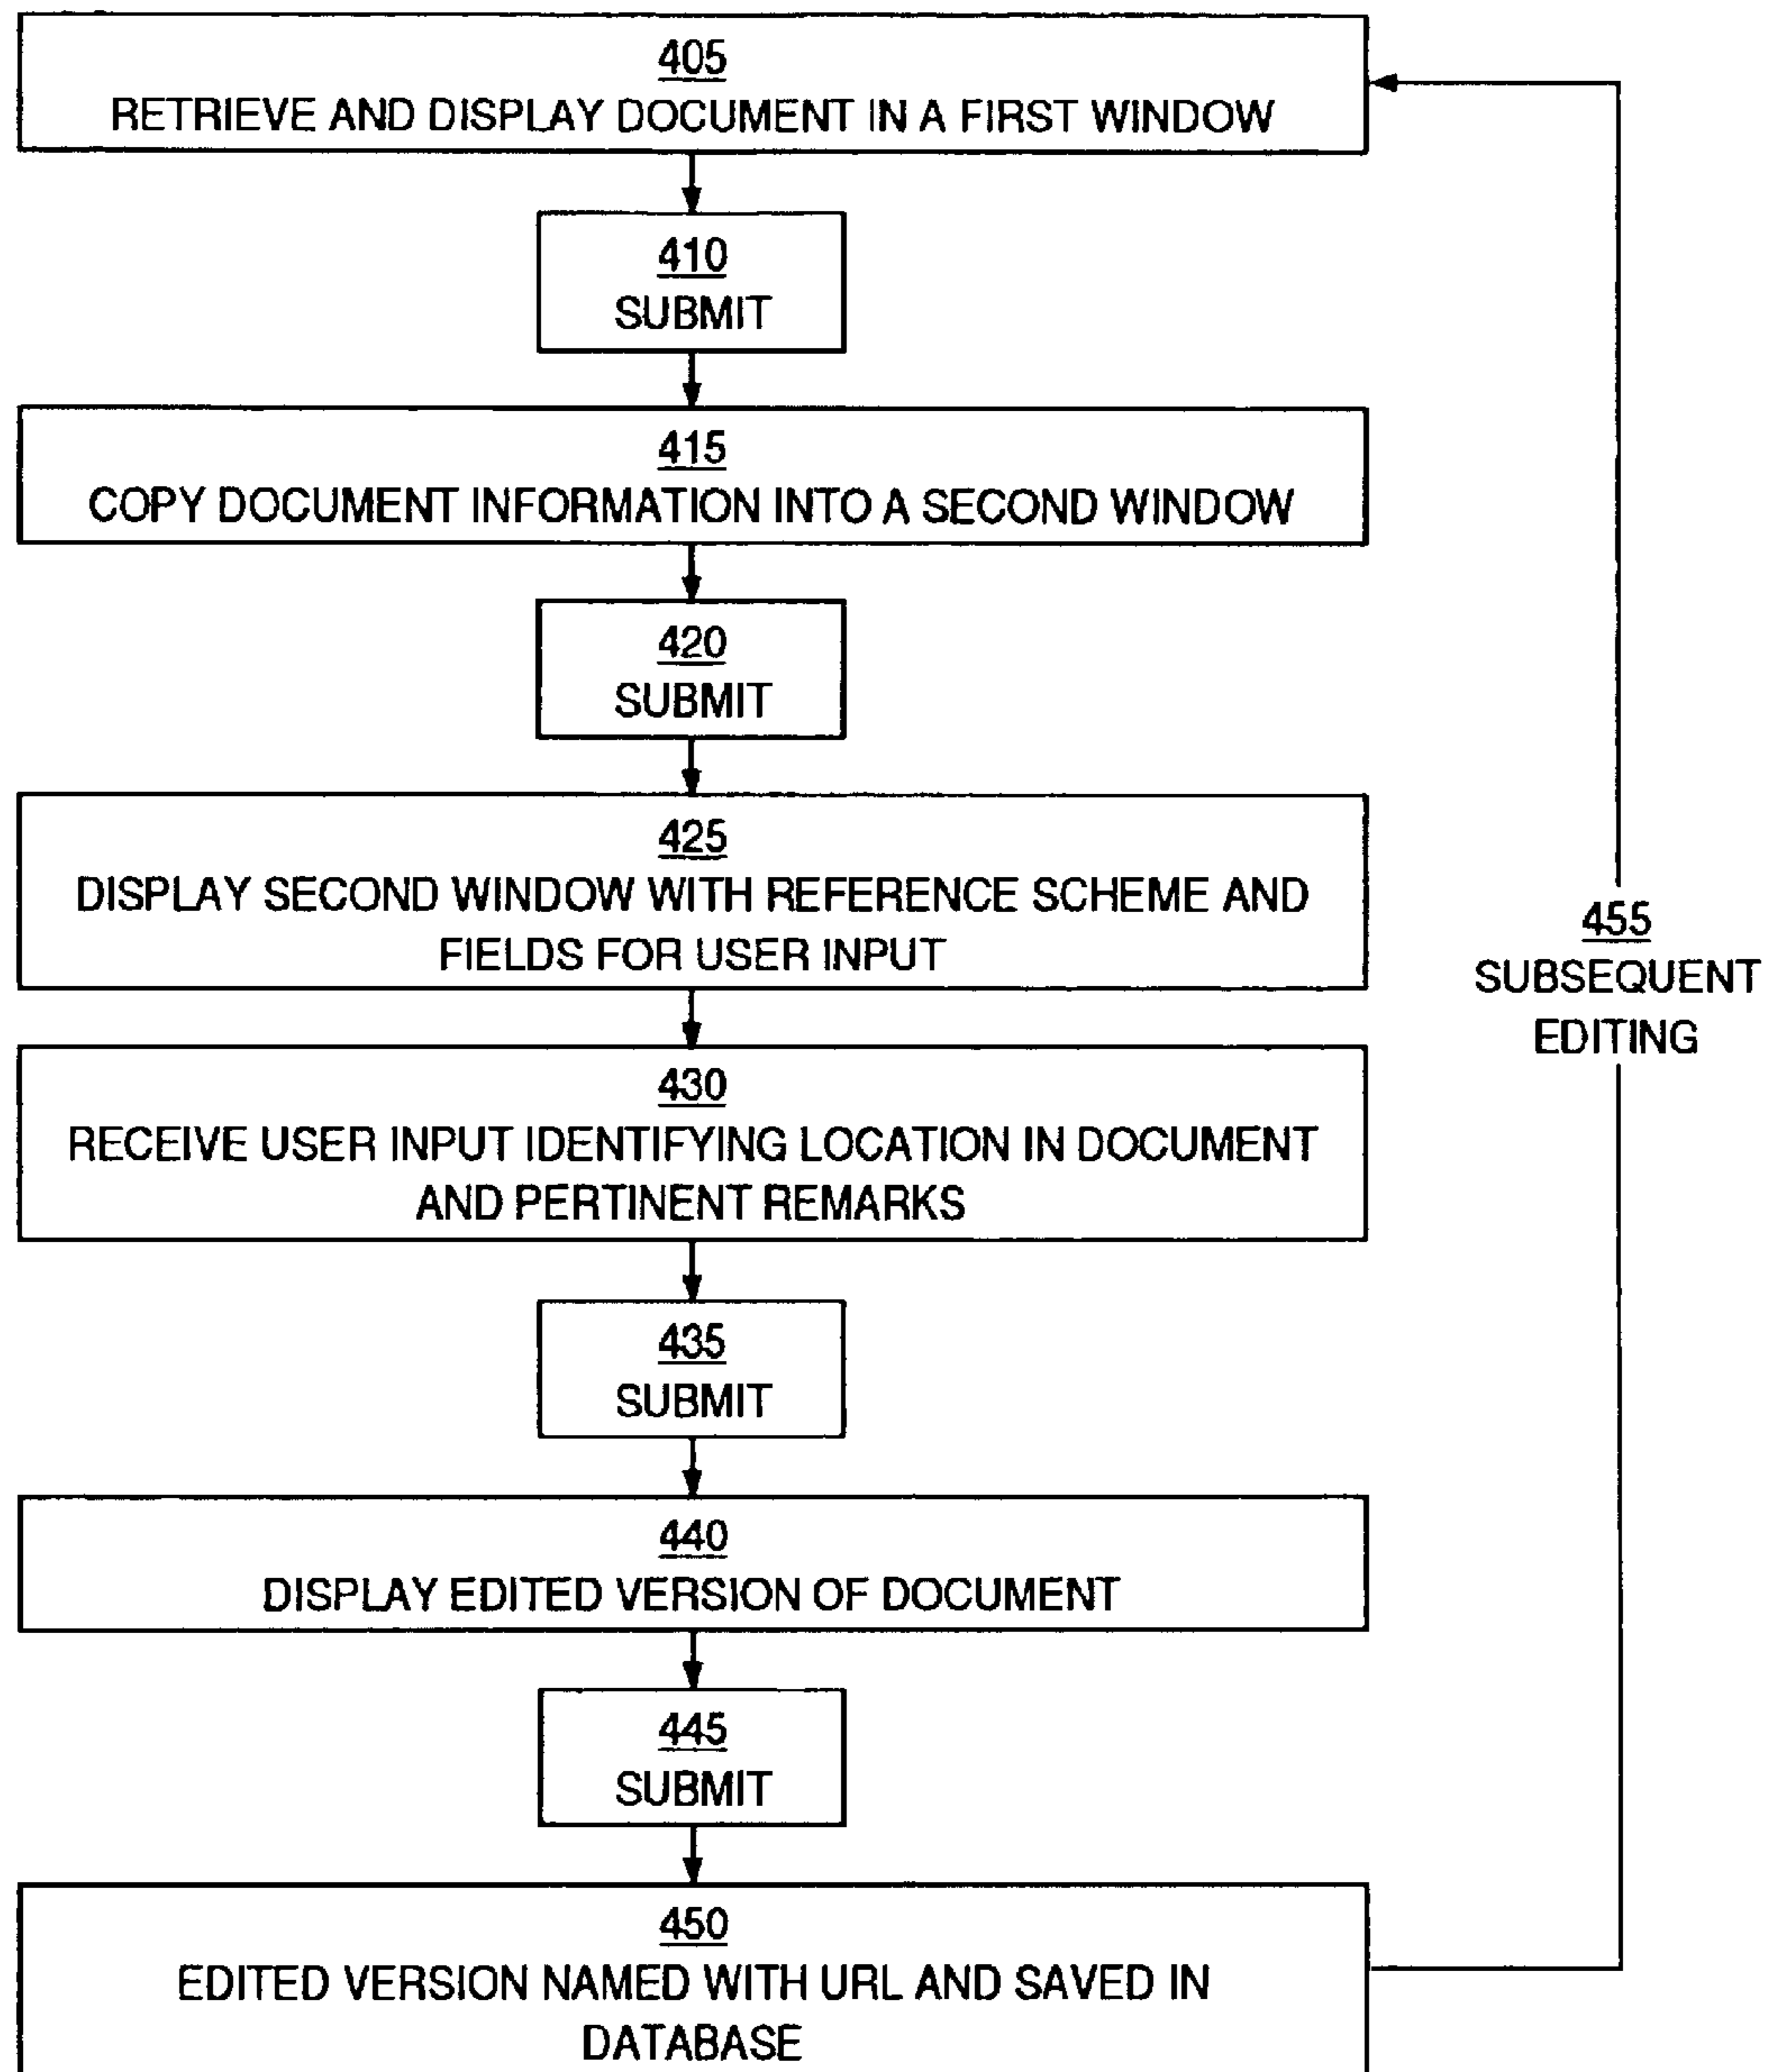 405
RETRIEVE AND DISPLAY DOCUMENT IN A FIRST WINDOW
410
SUBMIT
415
COPY DOCUMENT INFORMATION INTO A SECOND WINDOW
420
SUBMIT
425
DISPLAY SECOND WINDOW WITH REFERENCE SCHEME AND
FIELDS FOR USER INPUT
430
RECEIVE USER INPUT IDENTIFYING LOCATION IN DOCUMENT
AND PERTINENT REMARKS
435
SUBMIT
440
DISPLAY EDITED VERSION OF DOCUMENT
445
SUBMIT
450
EDITED VERSION NAMED WITH URL AND SAVED IN
DATABASE
455
SUBSEQUENT
EDITING